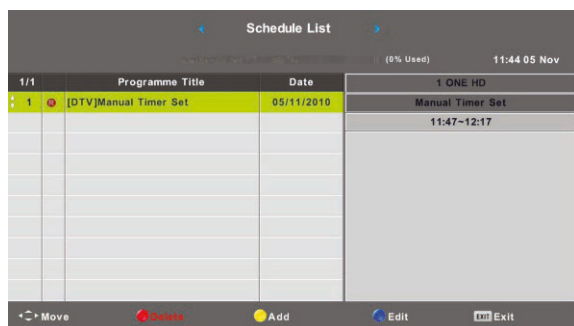 Schedule List
(0% Used) 11:44 05 Nov
1/1 Programme Title Date 1 ONE HD
1 [DTV]Manual Timer Set 05/11/2010 Manual Timer Set
11:47~12:17
Move Delete Add Edit EXIT Exit